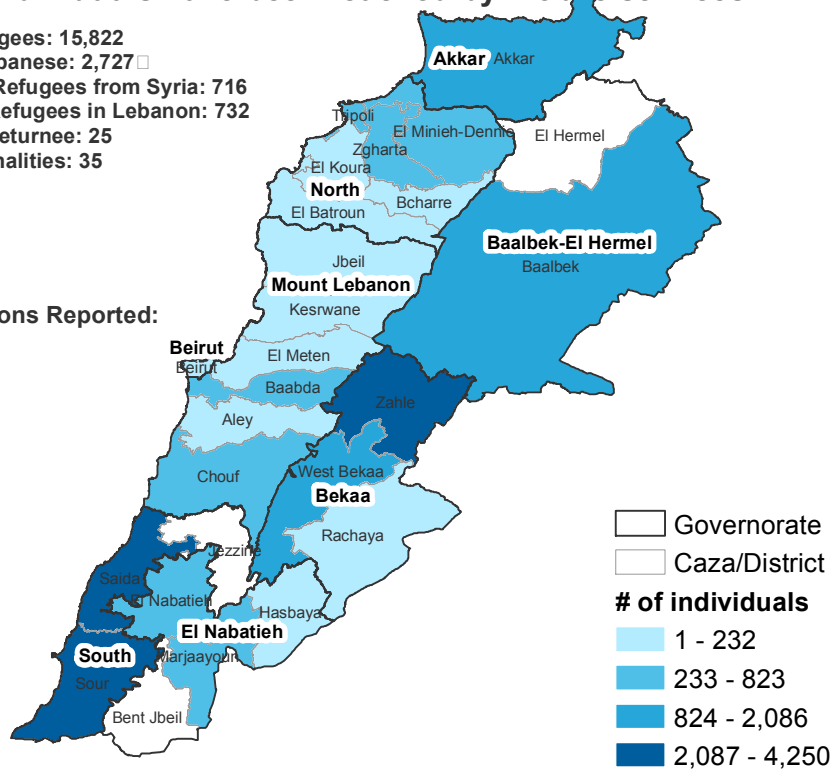 gees: 15,822
banese: 2,727
Refugees from Syria: 716
efugees in Lebanon: 732
eturnee: 25
nalities: 35
ons Reported:
Akkar Akkar
Tripoli
El Minieh-Dennie
El Hermel
Zgharta
El Koura
North
Bcharre
El Batroun
Baalbek-El Hermel
Baalbek
Jbeil
Mount Lebanon
Kesrwane
Beirut
El Meten
Beirut
Baabda
Zahle
Aley
West Bekaa
Chouf
Bekaa
Rachaya
Jezzine
Saida
El Nabatieh
Hasbaya
El Nabatieh
South
Marjaayoun
Sour
Bent Jbeil
Governorate
Caza/District
# of individuals
1 - 232
233 - 823
824 - 2,086
2,087 - 4,250